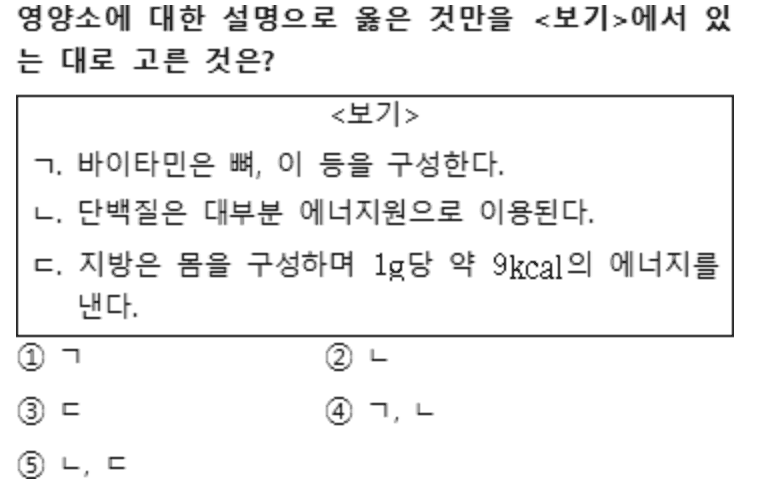 영양소에 대한 설명으로 옳은 것만을 <보기>에서 있
는 대로 고른 것은?
<보기>
ㄱ. 바이타민은 뼈, 이 등을 구성한다.
ㄴ. 단백질은 대부분 에너지원으로 이용된다.
ㄷ. 지방은 몸을 구성하며 1g당 약 9kcal의 에너지를
낸다.
① ㄱ ② ㄴ
③ ㄷ ④ ㄱ, ㄴ
⑤ ㄴ, ㄷ